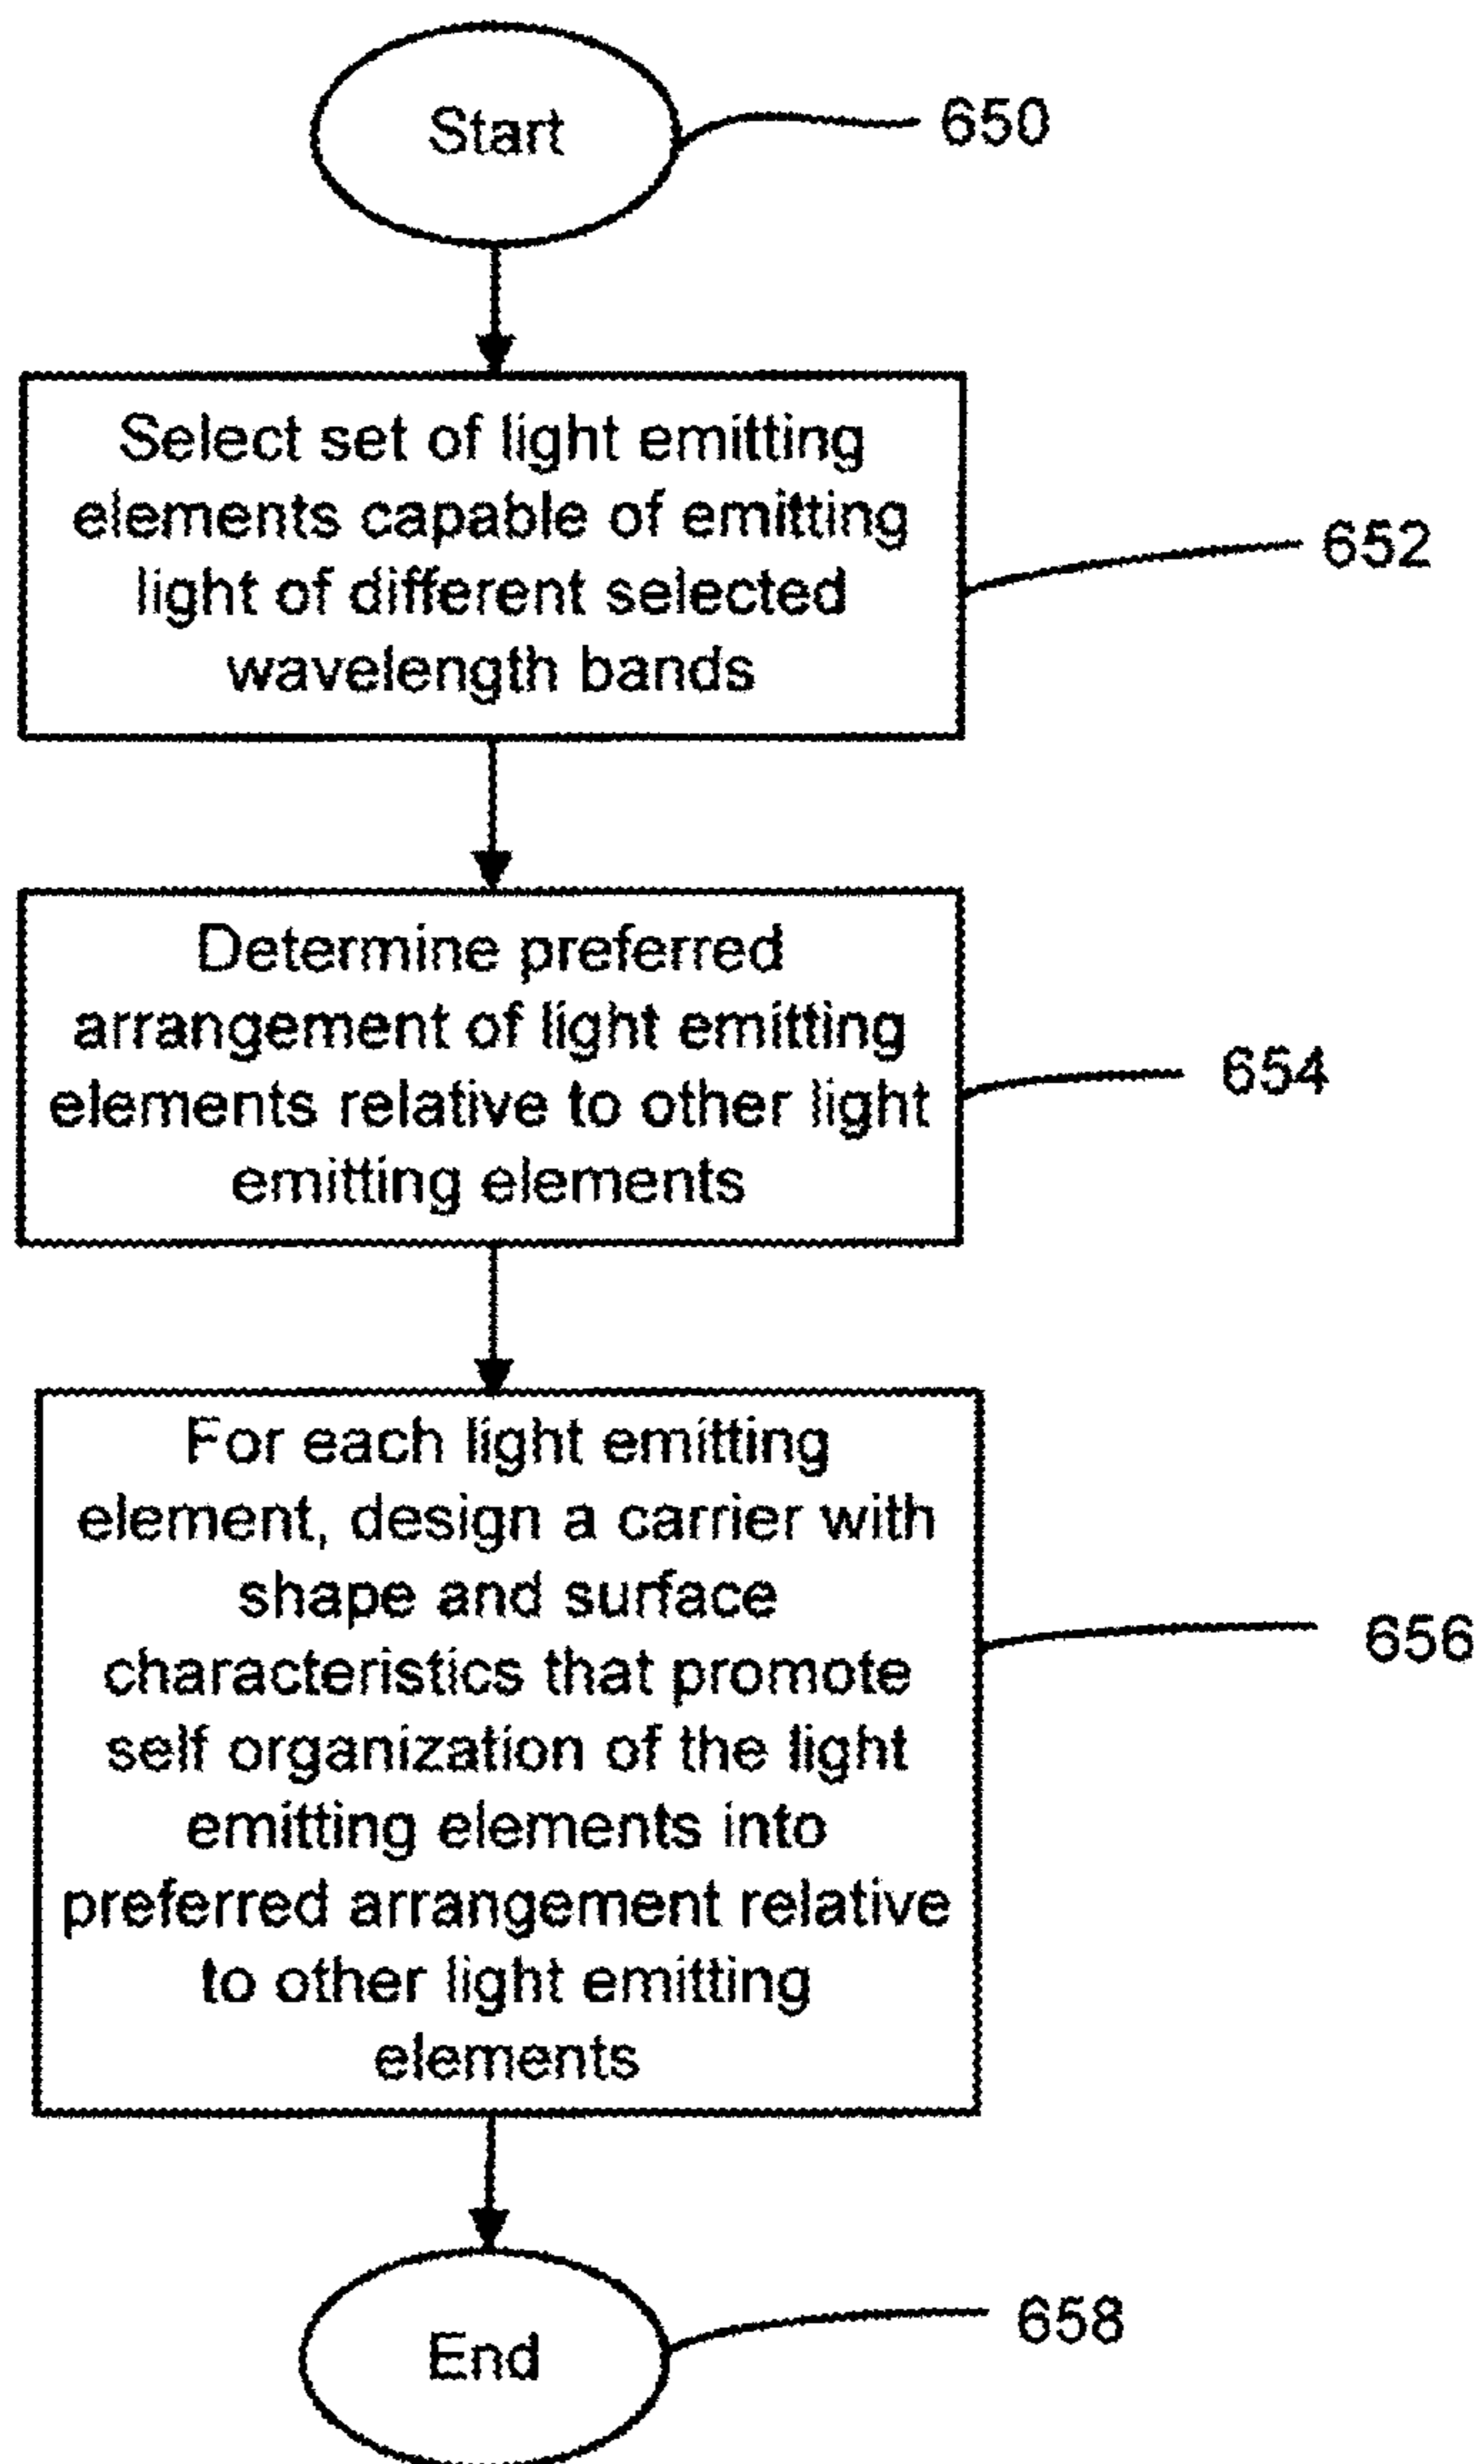 Start
650
Select set of light emitting
elements capable of emitting
light of different selected
wavelength bands
652
Determine preferred
arrangement of light emitting
elements relative to other light
emitting elements
654
For each light emitting
element, design a carrier with
shape and surface
characteristics that promote
self organization of the light
emitting elements into
preferred arrangement relative
to other light emitting
elements
656
End
658